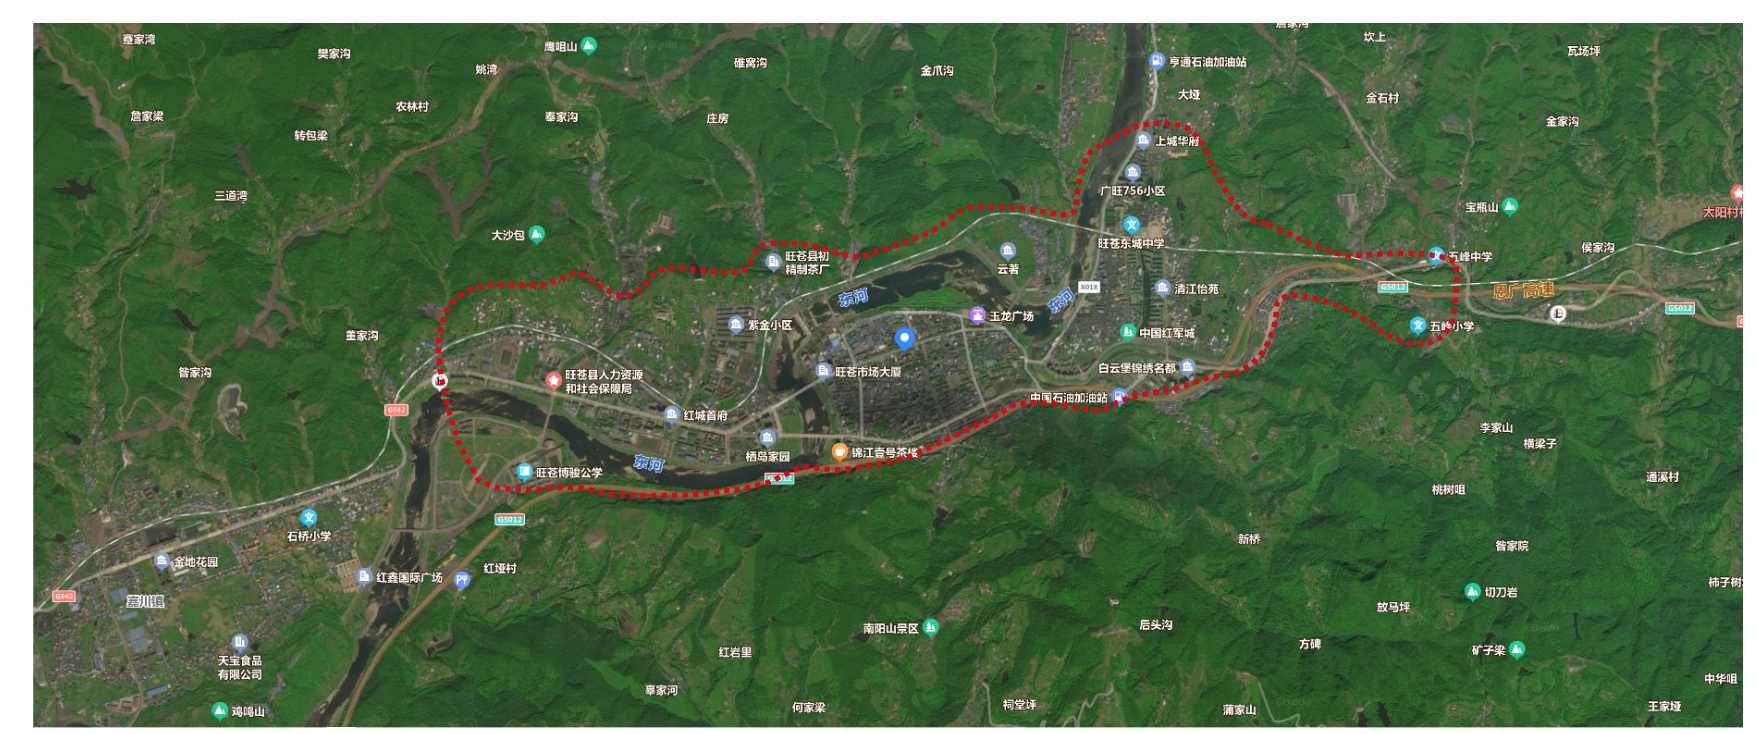 蹇家湾
樊家沟
鹰咀山
姚湾
碓窝沟
金爪沟
亨通石油加油站
坎上
瓦场坪
詹家梁
农林村
转包梁
奉家沟
庄房
大垭
金石村
金家沟
上城华府
广旺756小区
三道湾
大沙包
旺苍县初
精制茶厂
旺苍东城中学
宝瓶山
太阳村
云著
五峰中学
侯家沟
东河
东河
X018
清江怡苑
G5012
恩广高速
G5012
董家沟
紫金小区
玉龙广场
中国红军城
五峰小学
昝家沟
旺苍县人力资源
和社会保障局
旺苍市场大厦
白云堡锦绣名都
中国石油加油站
G542
红城首府
李家山
横梁子
东河
栖岛家园
锦江壹号茶楼
旺苍博骏公学
G5012
通溪村
桃树咀
G5012
石桥小学
新桥
昝家院
金地花园
红鑫国际广场
红垭村
切刀岩
柿子树
G542
嘉川镇
放马坪
南阳山景区
后头沟
方碑
天宝食品
有限公司
红岩里
矿子梁
中华咀
辜家河
鸡鸣山
何家梁
祠堂坪
蒲家山
王家垭